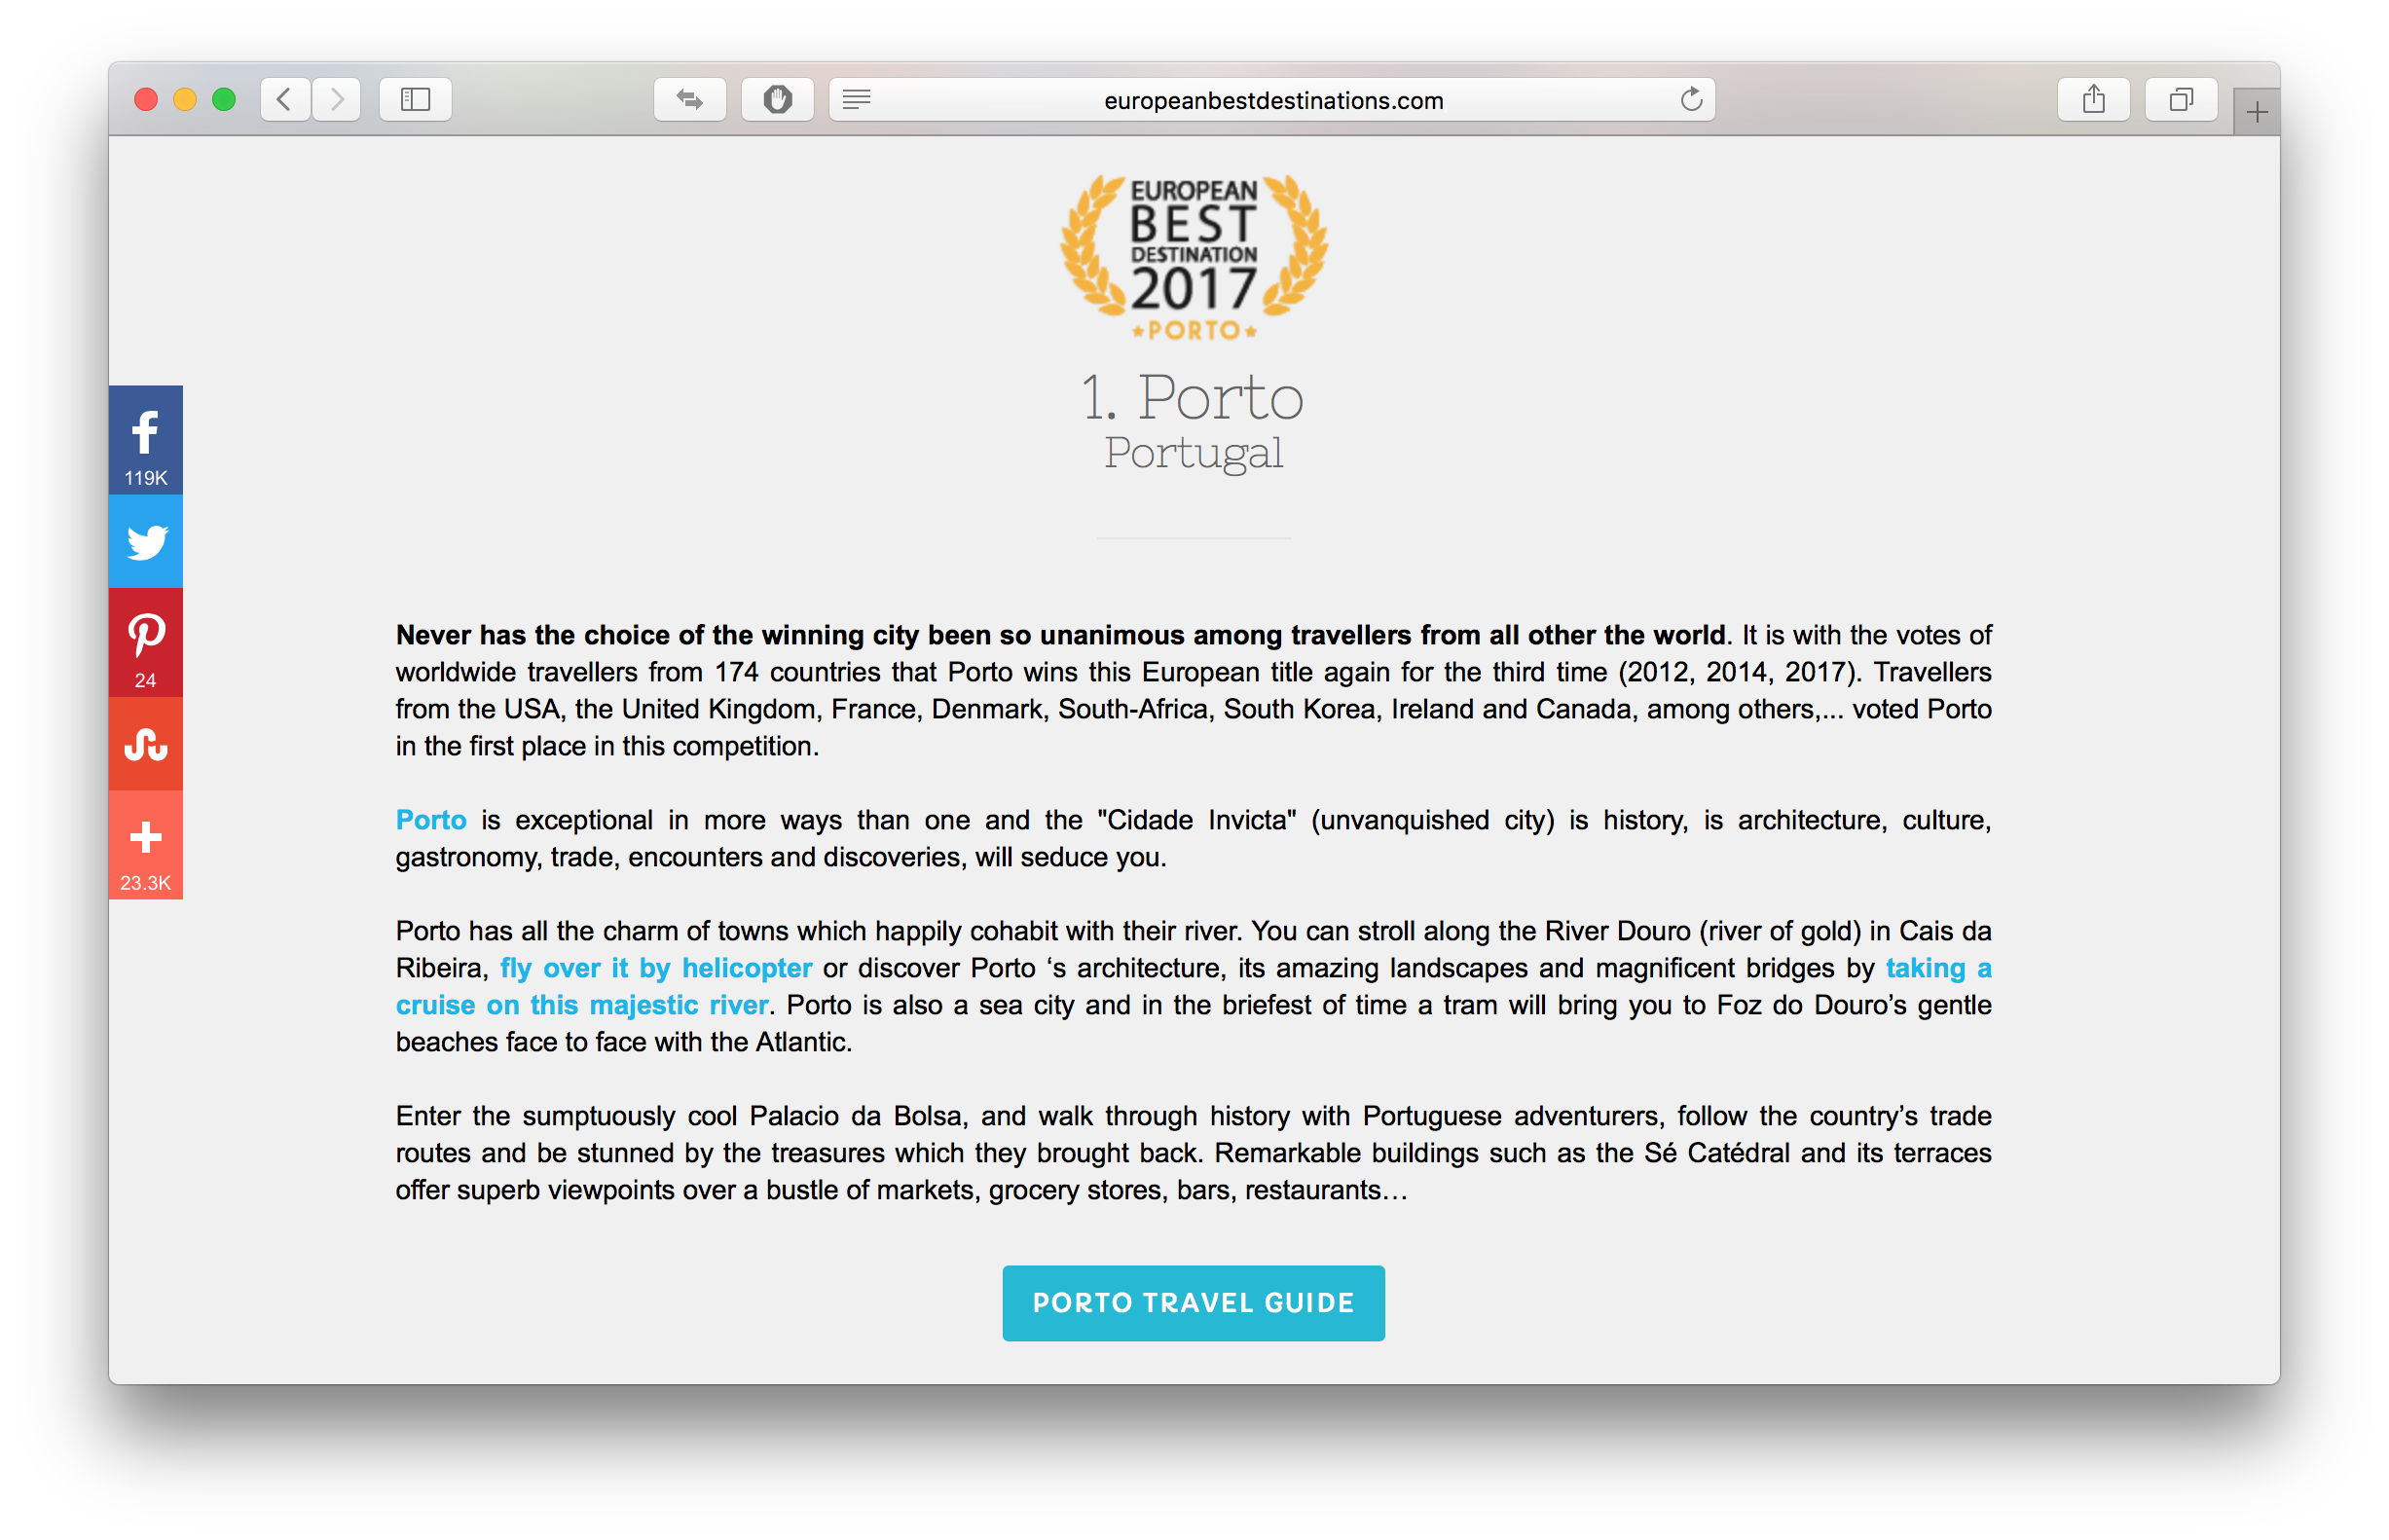 europeanbestdestinations.com
EUROPEAN
BEST
DESTINATION
2017
PORTO
1. Porto
Portugal
119K
24
23.3K
Never has the choice of the winning city been so unanimous among travellers from all other the world. It is with the votes of
worldwide travellers from 174 countries that Porto wins this European title again for the third time (2012, 2014, 2017). Travellers
from the USA, the United Kingdom, France, Denmark, South-Africa, South Korea, Ireland and Canada, among others,... voted Porto
in the first place in this competition.
Porto is exceptional in more ways than one and the "Cidade Invicta" (unvanquished city) is history, is architecture, culture,
gastronomy, trade, encounters and discoveries, will seduce you.
Porto has all the charm of towns which happily cohabit with their river. You can stroll along the River Douro (river of gold) in Cais da
Ribeira, fly over it by helicopter or discover Porto ‘s architecture, its amazing landscapes and magnificent bridges by taking a
cruise on this majestic river. Porto is also a sea city and in the briefest of time a tram will bring you to Foz do Douro’s gentle
beaches face to face with the Atlantic.
Enter the sumptuously cool Palacio da Bolsa, and walk through history with Portuguese adventurers, follow the country’s trade
routes and be stunned by the treasures which they brought back. Remarkable buildings such as the Sé Catédral and its terraces
offer superb viewpoints over a bustle of markets, grocery stores, bars, restaurants…
PORTO TRAVEL GUIDE